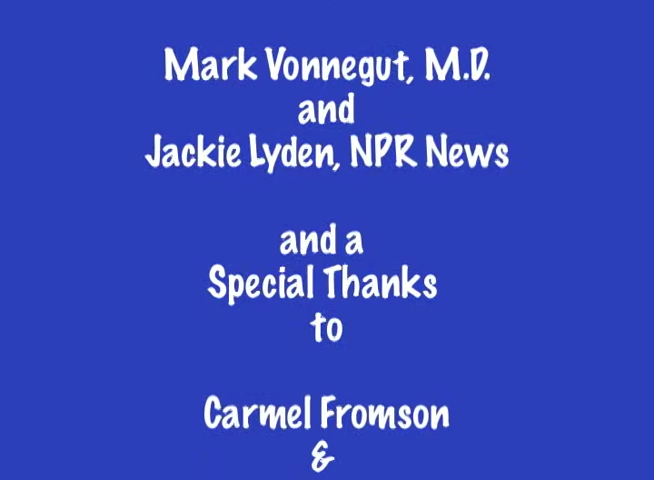 Mark Vonnegut, M.D.
and
Jackie Lyden, NPR News
and a
Special Thanks
to
Carmel Fromson
&